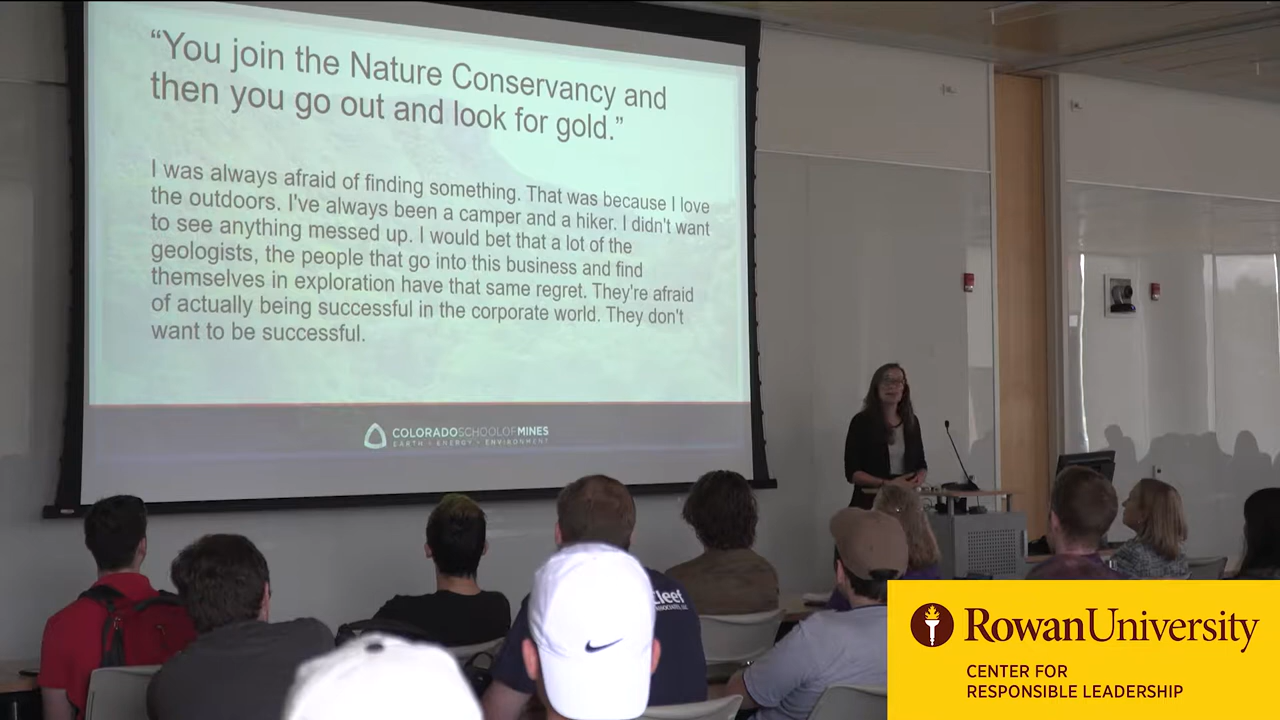 “You join the Nature Conservancy and
then you go out and look for gold.”
I was always afraid of finding something. That was because I love
the outdoors. I've always been a camper and a hiker. I didn't want
to see anything messed up. I would bet that a lot of the
geologists, the people that go into this business and find
themselves in exploration have that same regret. They're afraid
of actually being successful in the corporate world. They don't
want to be successful.
COLORADOSCHOOLOFMINES
EARTH • ENERGY • ENVIRONMENT
Cleef
RowanUniversity
CENTER FOR
RESPONSIBLE LEADERSHIP